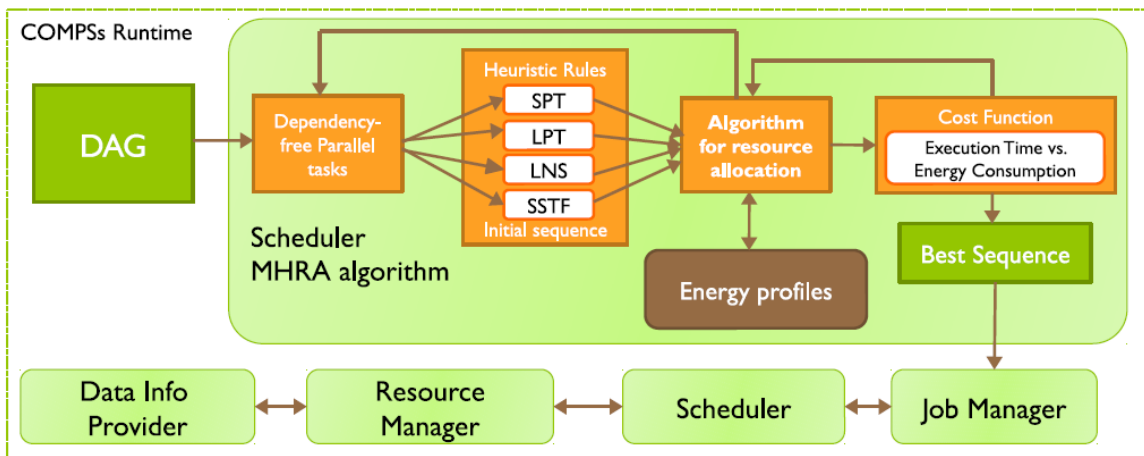 COMPSs Runtime
DAG
Dependency-
free Parallel
tasks
Heuristic Rules
SPT
LPT
LNS
SSTF
Initial sequence
Algorithm
for resource
allocation
Cost Function
Execution Time vs.
Energy Consumption
Scheduler
MHRA algorithm
Energy profiles
Best Sequence
Data Info
Provider
Resource
Manager
Scheduler
Job Manager